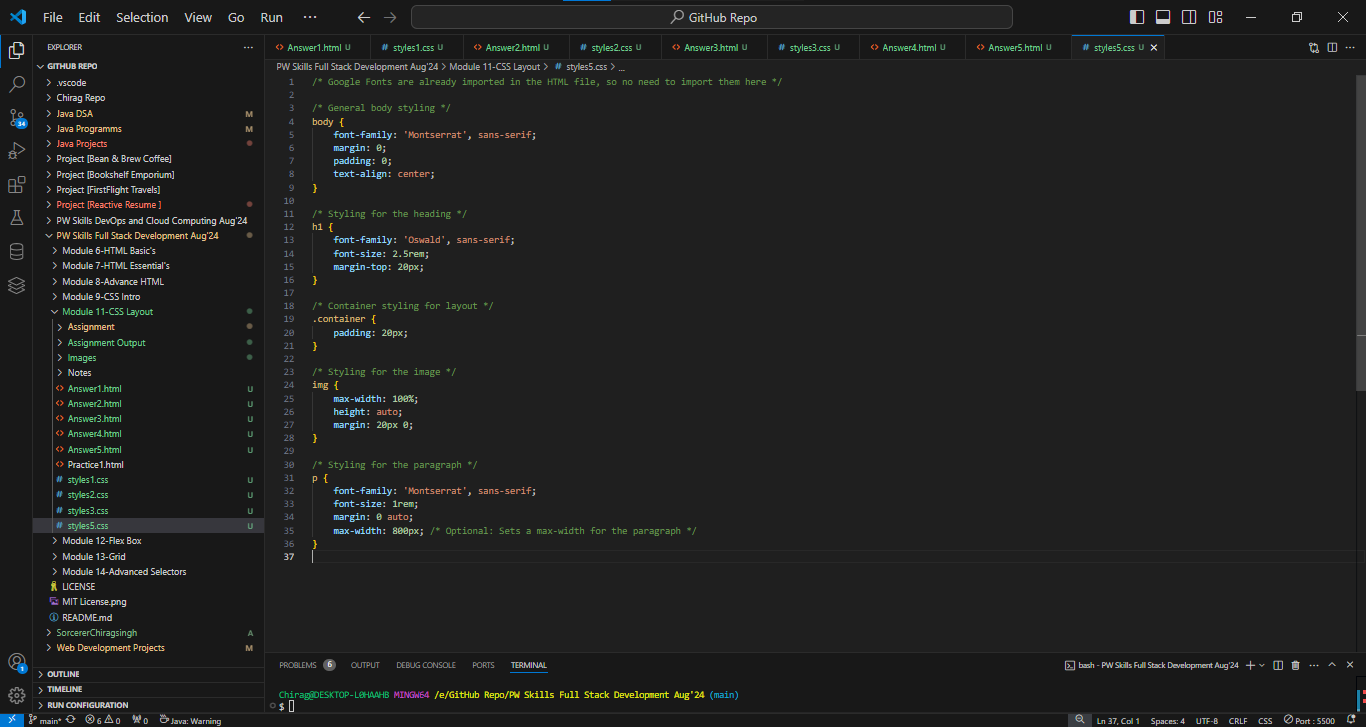 File Edit Selection View Go Run ··· GitHub Repo
EXPLORER ···
GITHUB REPO
.vscode
Chirag Repo
Java DSA M
Java Programms M
Java Projects
Project [Bean & Brew Coffee]
Project [Bookshelf Emporium]
Project [FirstFlight Travels]
Project [Reactive Resume ]
PW Skills DevOps and Cloud Computing Aug'24
PW Skills Full Stack Development Aug'24
Module 6-HTML Basic's
Module 7-HTML Essential's
Module 8-Advance HTML
Module 9-CSS Intro
Module 11-CSS Layout
Assignment
Assignment Output
Images
Notes
Answer1.html U
Answer2.html U
Answer3.html U
Answer4.html U
Answer5.html U
Practice1.html
styles1.css U
styles2.css U
styles3.css U
styles5.css U
Module 12-Flex Box
Module 13-Grid
Module 14-Advanced Selectors
LICENSE
MIT License.png
README.md
SorcererChiragsingh A
Web Development Projects M
OUTLINE
TIMELINE
RUN CONFIGURATION
34
1
Answer1.html U styles1.css U Answer2.html U styles2.css U Answer3.html U styles3.css U Answer4.html U Answer5.html U styles5.css U
PW Skills Full Stack Development Aug'24 > Module 11-CSS Layout > # styles5.css > ...
1 /* Google Fonts are already imported in the HTML file, so no need to import them here */
2
3 /* General body styling */
4 body {
5 font-family: 'Montserrat', sans-serif;
6 margin: 0;
7 padding: 0;
8 text-align: center;
9 }
10
11 /* Styling for the heading */
12 h1 {
13 font-family: 'Oswald', sans-serif;
14 font-size: 2.5rem;
15 margin-top: 20px;
16 }
17
18 /* Container styling for layout */
19 .container {
20 padding: 20px;
21 }
22
23 /* Styling for the image */
24 img {
25 max-width: 100%;
26 height: auto;
27 margin: 20px 0;
28 }
29
30 /* Styling for the paragraph */
31 p {
32 font-family: 'Montserrat', sans-serif;
33 font-size: 1rem;
34 margin: 0 auto;
35 max-width: 800px; /* Optional: Sets a max-width for the paragraph */
36 }
37
PROBLEMS 6 OUTPUT DEBUG CONSOLE PORTS TERMINAL bash - PW Skills Full Stack Development Aug'24
Chirag@DESKTOP-L0HAAHB MINGW64 /e/GitHub Repo/PW Skills Full Stack Development Aug'24 (main)
$
main* 6 0 0 Java: Warning Ln 37, Col 1 Spaces: 4 UTF-8 CRLF CSS Port : 5500